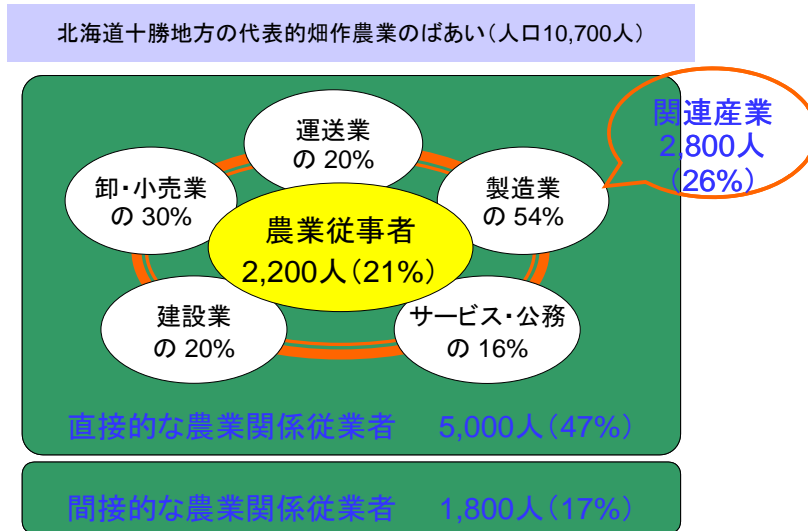 北海道十勝地方の代表的畑作農業のばあい(人口10,700人)
関連産業
2,800人
(26%)
運送業
の 20%
卸・小売業
の 30%
製造業
の 54%
農業従事者
2,200人(21%)
建設業
の 20%
サービス・公務
の 16%
直接的な農業関係従業者 5,000人(47%)
間接的な農業関係従業者 1,800人(17%)